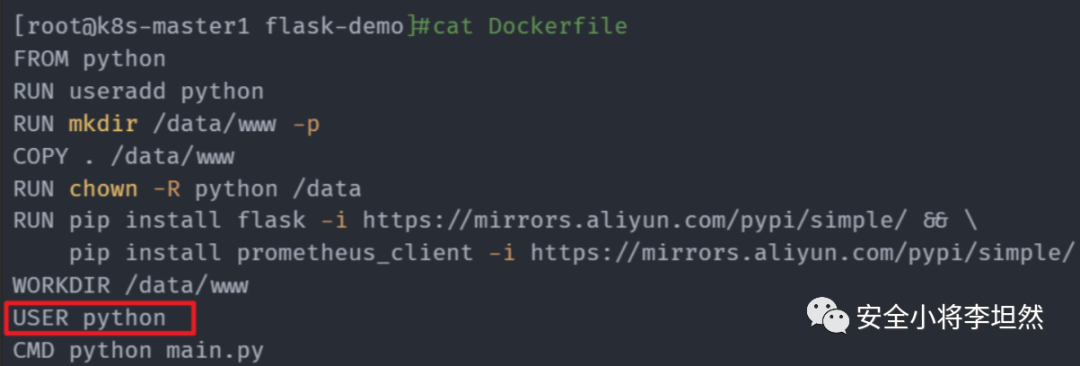 [root@k8s-master1 flask-demo]#cat Dockerfile
FROM python
RUN useradd python
RUN mkdir /data/www -p
COPY . /data/www
RUN chown -R python /data
RUN pip install flask -i https://mirrors.aliyun.com/pypi/simple/ && \
    pip install prometheus_client -i https://mirrors.aliyun.com/pypi/simple/
WORKDIR /data/www
USER python
安全小将李坦然
CMD python main.py